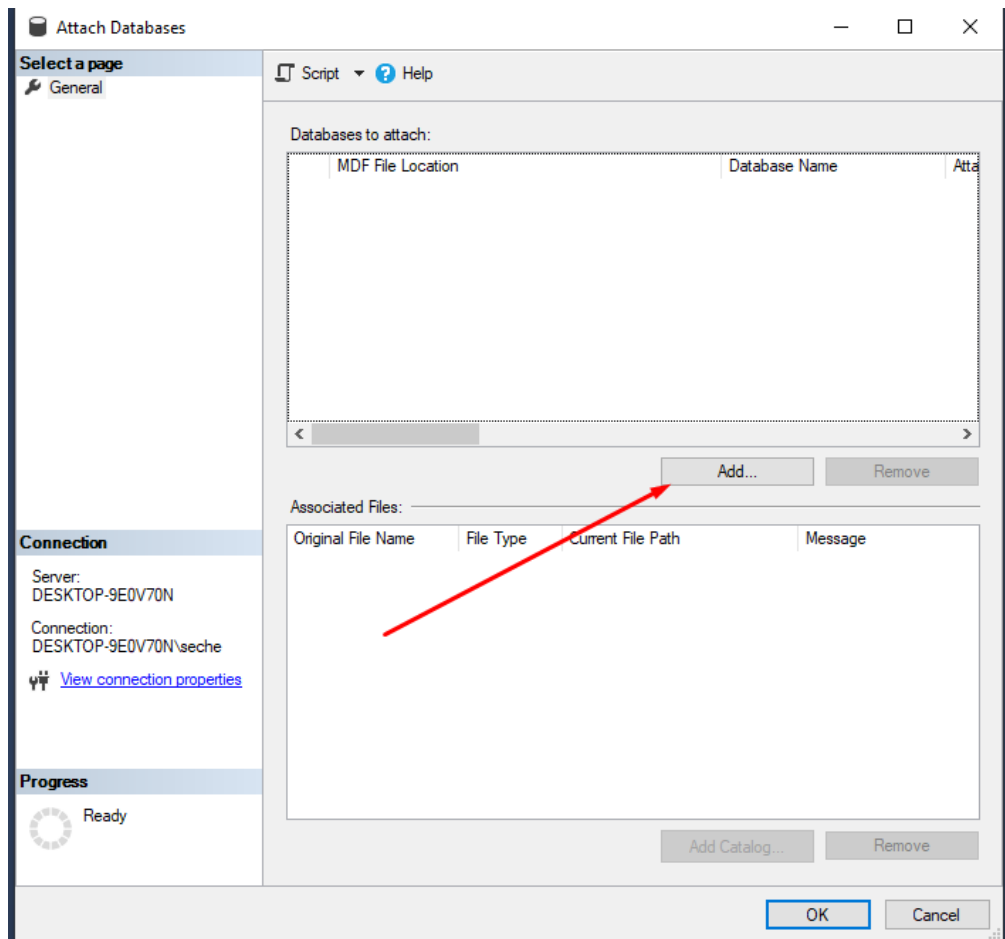 Attach Databases
Select a page
General
Script
Help
Databases to attach:
MDF File Location
Database Name
Atta
Add...
Remove
Associated Files:
Original File Name
File Type
Current File Path
Message
Connection
Server:
DESKTOP-9E0V70N
Connection:
DESKTOP-9E0V70N\seche
View connection properties
Progress
Ready
Add Catalog...
Remove
OK
Cancel